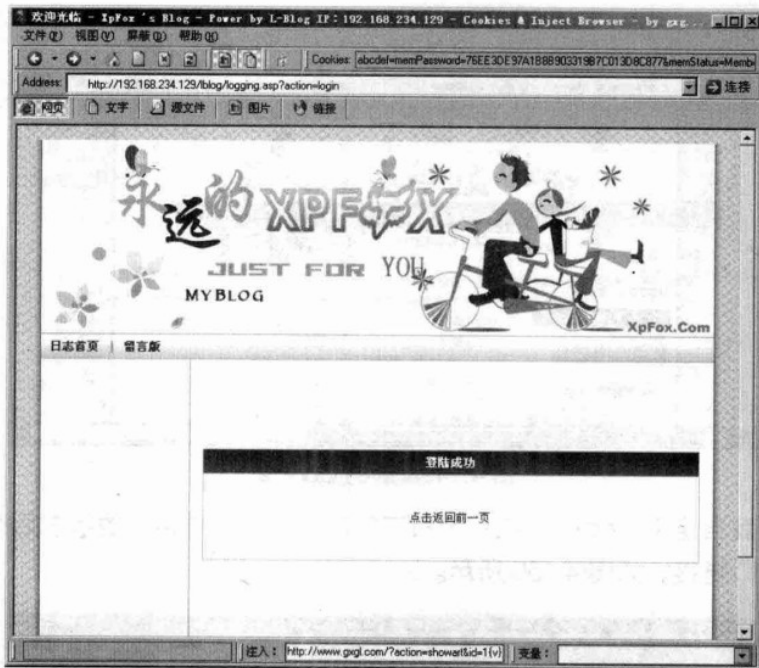 欢迎光临 - XpFox 's Blog - Power by L-Blog IP:192.168.234.129 - Cookies & Inject Browser - by gxg...
文件(F) 视图(V) 屏蔽(D) 帮助(H)
Cookies: abcdef=memPassword=76EE3DE97A1B8B903319B7C013D8C877&memStatus=Membe
Address: http://192.168.234.129/lblog/logging.asp?action=login 连接
网页 文字 源文件 图片 链接
永远的 XPFOX
JUST FOR YOU
MYBLOG
XpFox.Com
日志首页 | 留言版
登陆成功
点击返回前一页
注入: http://www.gxgl.com/?action=showart&id=1{v} 变量: